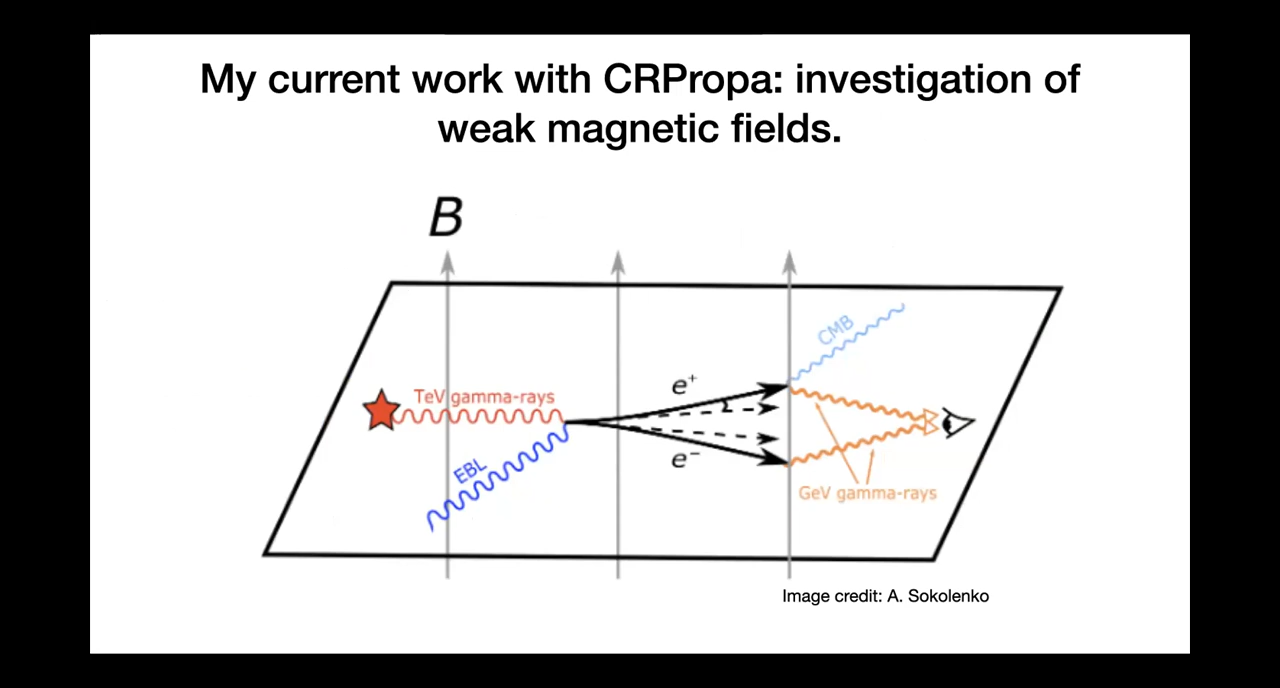 My current work with CRPropa: investigation of
weak magnetic fields.
B
CMB
e⁺
TeV gamma-rays
EBL
e⁻
GeV gamma-rays
Image credit: A. Sokolenko